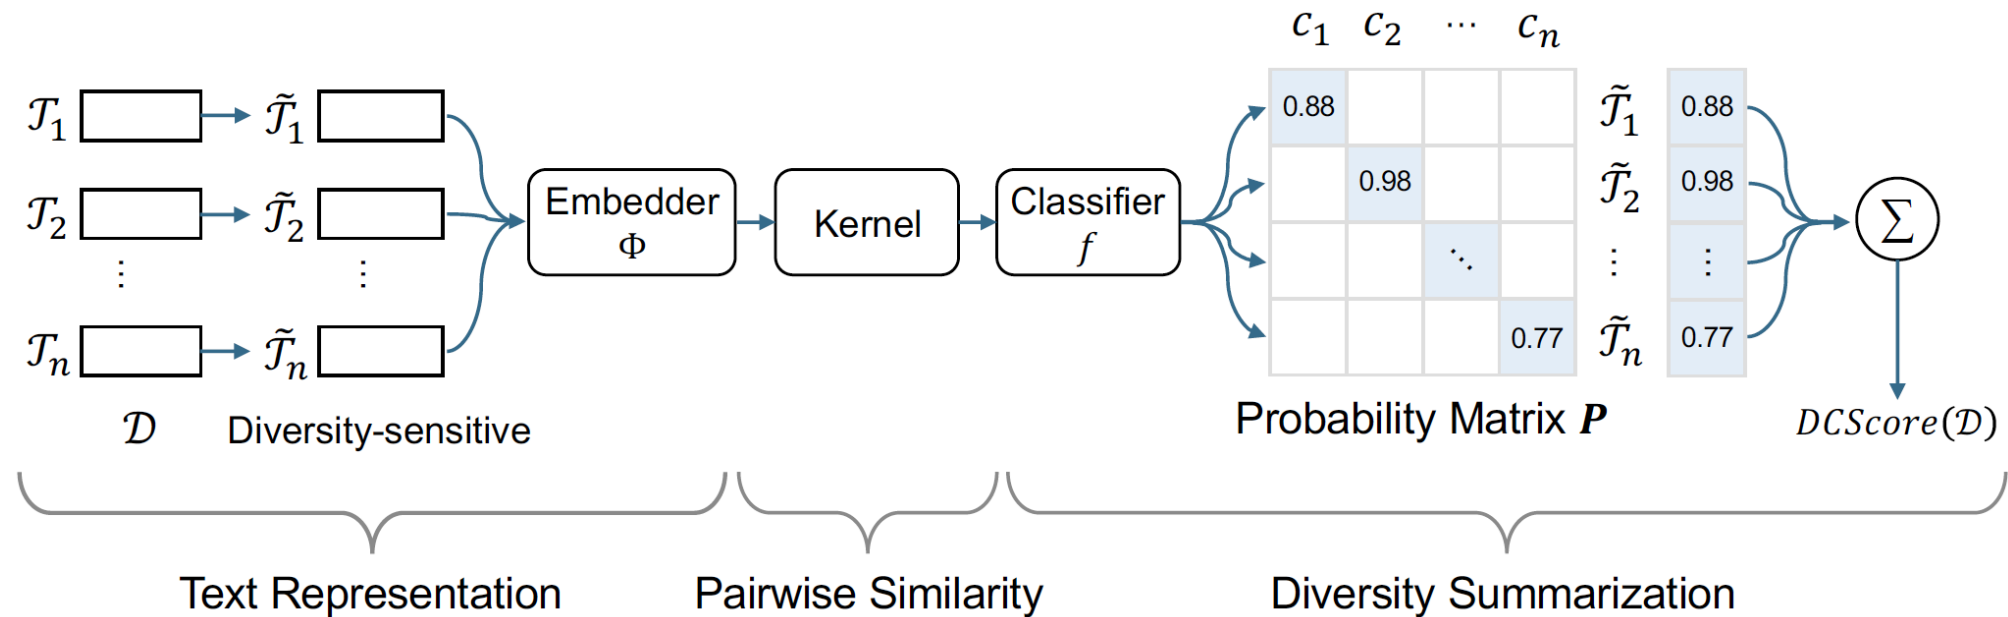 c₁ c₂ ⋯ cₙ
𝒯₁ 𝒯̃₁ 0.88 𝒯̃₁ 0.88
𝒯₂ 𝒯̃₂ Embedder Φ Kernel Classifier f 0.98 𝒯̃₂ 0.98 ∑
⋮ ⋮ ⋱ ⋮ ⋮
𝒯ₙ 𝒯̃ₙ 0.77 𝒯̃ₙ 0.77
𝒟 Diversity-sensitive Probability Matrix P DCScore(𝒟)
Text Representation Pairwise Similarity Diversity Summarization